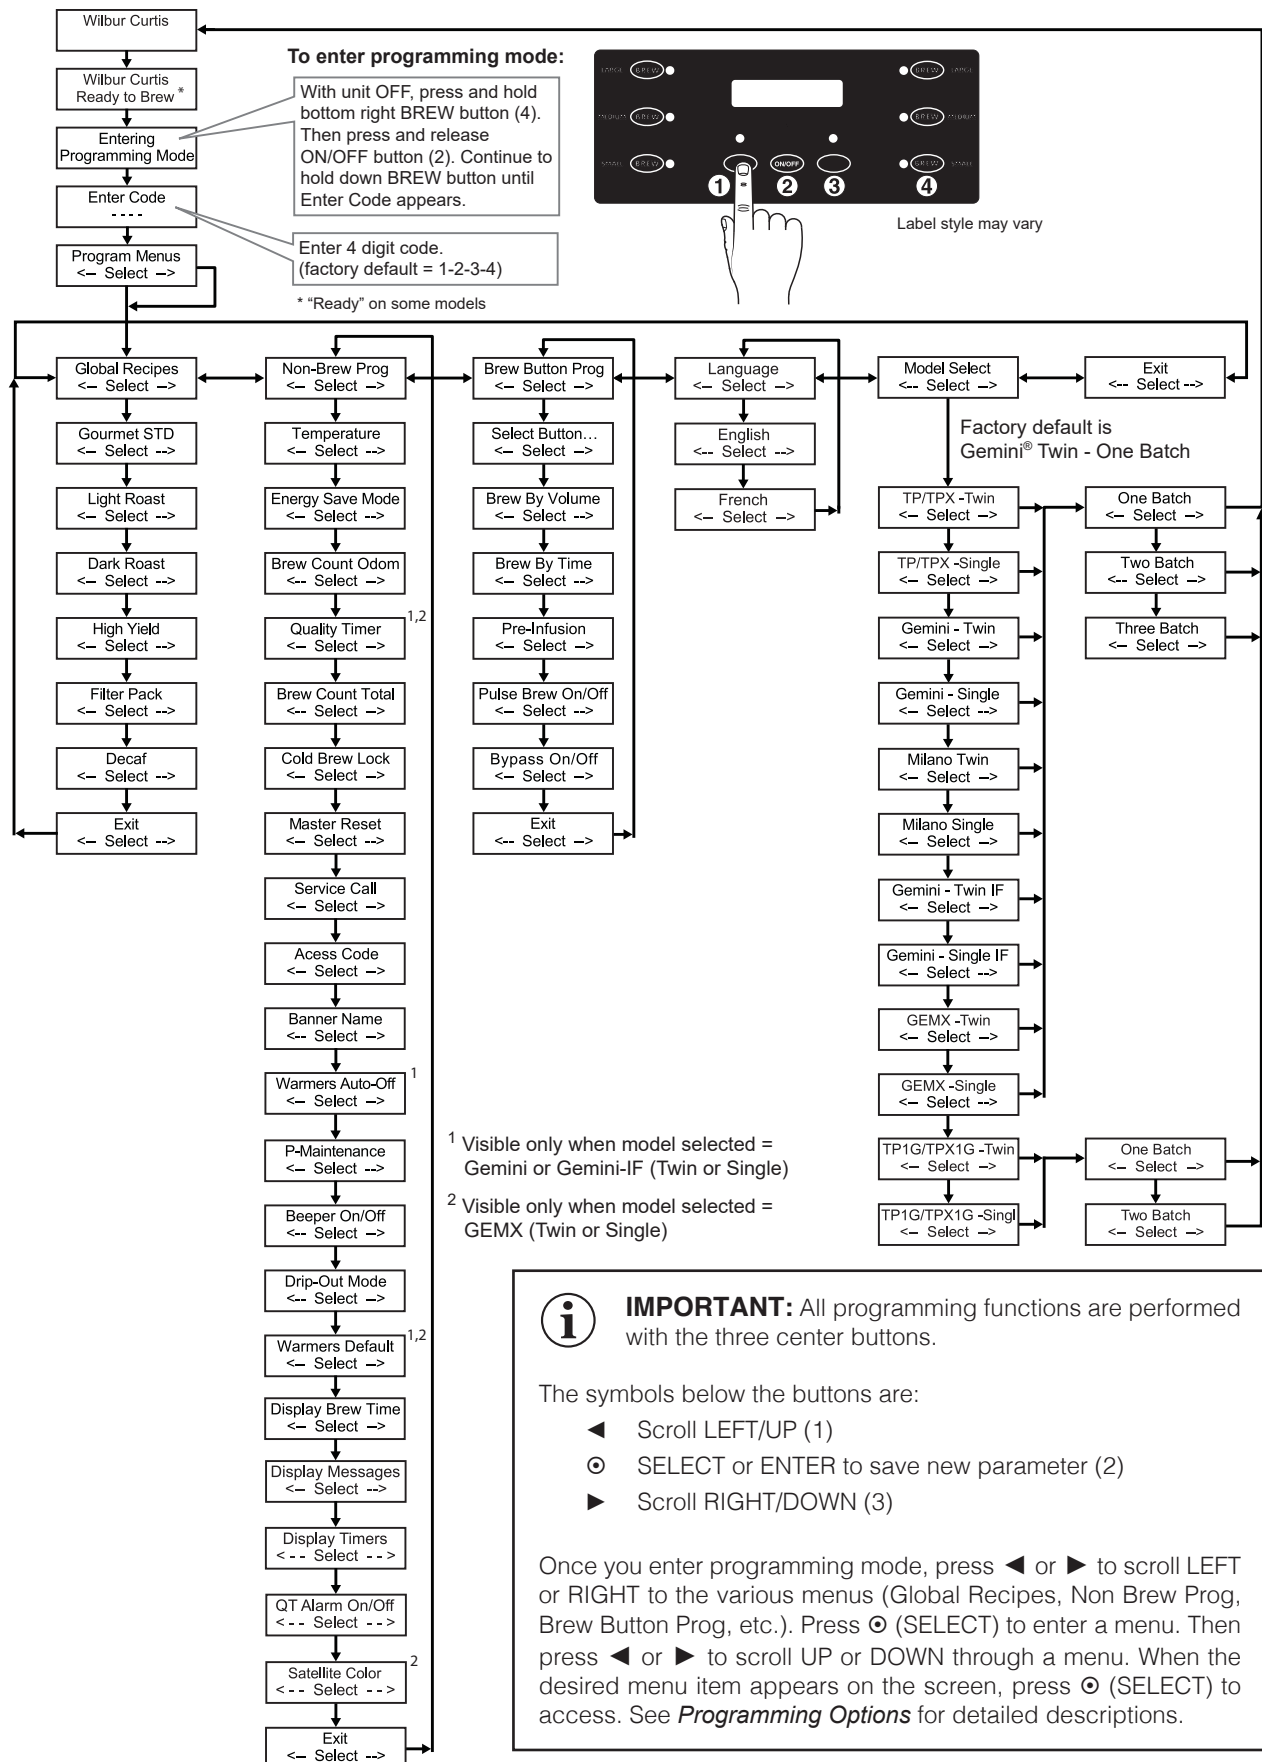 Wilbur Curtis
Wilbur Curtis
Ready to Brew *
Entering
Programming Mode
Enter Code
- - - -
Program Menus
<-- Select -->
To enter programming mode:
With unit OFF, press and hold
bottom right BREW button (4).
Then press and release
ON/OFF button (2). Continue to
hold down BREW button until
Enter Code appears.
Enter 4 digit code.
(factory default = 1-2-3-4)
* “Ready” on some models
LARGE BREW
BREW LARGE
MEDIUM BREW
BREW MEDIUM
SMALL BREW
ON/OFF
BREW SMALL
1 2 3 4
Label style may vary
Global Recipes
<-- Select -->
Gourmet STD
<-- Select -->
Light Roast
<-- Select -->
Dark Roast
<-- Select -->
High Yield
<-- Select -->
Filter Pack
<-- Select -->
Decaf
<-- Select -->
Exit
<-- Select -->
Non-Brew Prog
<-- Select -->
Temperature
<-- Select -->
Energy Save Mode
<-- Select -->
Brew Count Odom
<-- Select -->
Quality Timer 1,2
<-- Select -->
Brew Count Total
<-- Select -->
Cold Brew Lock
<-- Select -->
Master Reset
<-- Select -->
Service Call
<-- Select -->
Acess Code
<-- Select -->
Banner Name
<-- Select -->
Warmers Auto-Off 1
<-- Select -->
P-Maintenance
<-- Select -->
Beeper On/Off
<-- Select -->
Drip-Out Mode
<-- Select -->
Warmers Default 1,2
<-- Select -->
Display Brew Time
<-- Select -->
Display Messages
<-- Select -->
Display Timers
< - - Select - - >
QT Alarm On/Off
< - - Select - - >
Satellite Color 2
< - - Select - - >
Exit
<-- Select -->
Brew Button Prog
<-- Select -->
Select Button…
<-- Select -->
Brew By Volume
<-- Select -->
Brew By Time
<-- Select -->
Pre-Infusion
<-- Select -->
Pulse Brew On/Off
<-- Select -->
Bypass On/Off
<-- Select -->
Exit
<-- Select -->
Language
<-- Select -->
English
<-- Select -->
French
<-- Select -->
Model Select
<-- Select -->
Exit
<-- Select -->
Factory default is
Gemini® Twin - One Batch
TP/TPX -Twin
<-- Select -->
TP/TPX -Single
<-- Select -->
Gemini - Twin
<-- Select -->
Gemini - Single
<-- Select -->
Milano Twin
<-- Select -->
Milano Single
<-- Select -->
Gemini - Twin IF
<-- Select -->
Gemini - Single IF
<-- Select -->
GEMX -Twin
<-- Select -->
GEMX -Single
<-- Select -->
TP1G/TPX1G -Twin
<-- Select -->
TP1G/TPX1G -Singl
<-- Select -->
One Batch
<-- Select -->
Two Batch
<-- Select -->
Three Batch
<-- Select -->
One Batch
<-- Select -->
Two Batch
<-- Select -->
1 Visible only when model selected =
Gemini or Gemini-IF (Twin or Single)
2 Visible only when model selected =
GEMX (Twin or Single)
i
IMPORTANT: All programming functions are performed
with the three center buttons.
The symbols below the buttons are:
◄ Scroll LEFT/UP (1)
⊙ SELECT or ENTER to save new parameter (2)
► Scroll RIGHT/DOWN (3)
Once you enter programming mode, press ◄ or ► to scroll LEFT
or RIGHT to the various menus (Global Recipes, Non Brew Prog,
Brew Button Prog, etc.). Press ⊙ (SELECT) to enter a menu. Then
press ◄ or ► to scroll UP or DOWN through a menu. When the
desired menu item appears on the screen, press ⊙ (SELECT) to
access. See Programming Options for detailed descriptions.